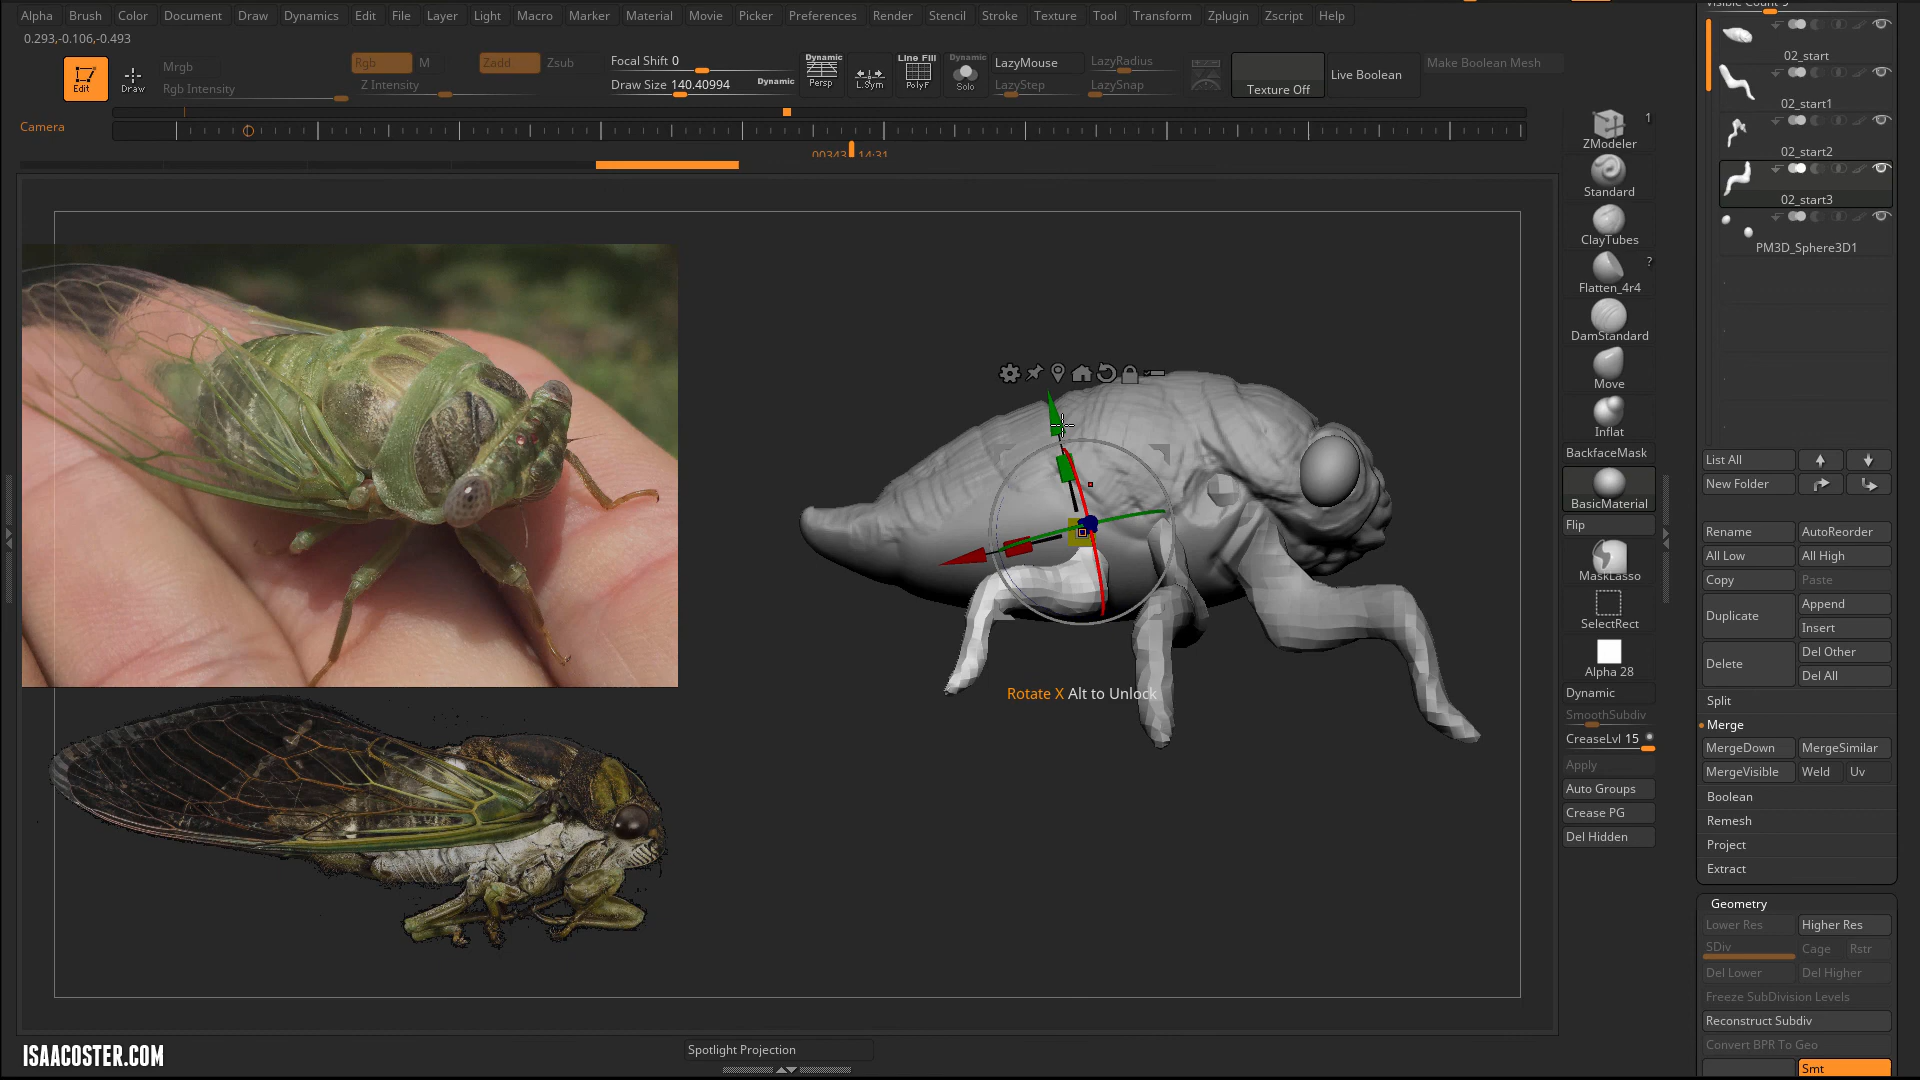 Alpha Brush Color Document Draw Dynamics Edit File Layer Light Macro Marker Material Movie Picker Preferences Render Stencil Stroke Texture Tool Transform Zplugin Zscript Help
0.293,-0.106,-0.493
Edit
Draw
Mrgb
Rgb Intensity
Rgb
M
Zadd
Zsub
Z Intensity
Focal Shift 0
Draw Size 140.40994
Dynamic
Dynamic
Persp
L.Sym
Line Fill
PolyF
Dynamic
Solo
LazyMouse
LazyStep
LazyRadius
LazySnap
Texture Off
Live Boolean
Make Boolean Mesh
Camera
00343 14:31
Rotate X Alt to Unlock
ISAACOSTER.COM
Spotlight Projection
1
ZModeler
Standard
ClayTubes
?
Flatten_4r4
DamStandard
Move
Inflat
BackfaceMask
BasicMaterial
Flip
MaskLasso
SelectRect
Alpha 28
Dynamic
SmoothSubdiv
CreaseLvl 15
Apply
Auto Groups
Crease PG
Del Hidden
02_start
02_start1
02_start2
02_start3
PM3D_Sphere3D1
List All
New Folder
Rename AutoReorder
All Low All High
Copy Paste
Duplicate Append
Insert
Delete Del Other
Del All
Split
Merge
MergeDown MergeSimilar
MergeVisible Weld Uv
Boolean
Remesh
Project
Extract
Geometry
Lower Res Higher Res
SDiv Cage Rstr
Del Lower Del Higher
Freeze SubDivision Levels
Reconstruct Subdiv
Convert BPR To Geo
Smt